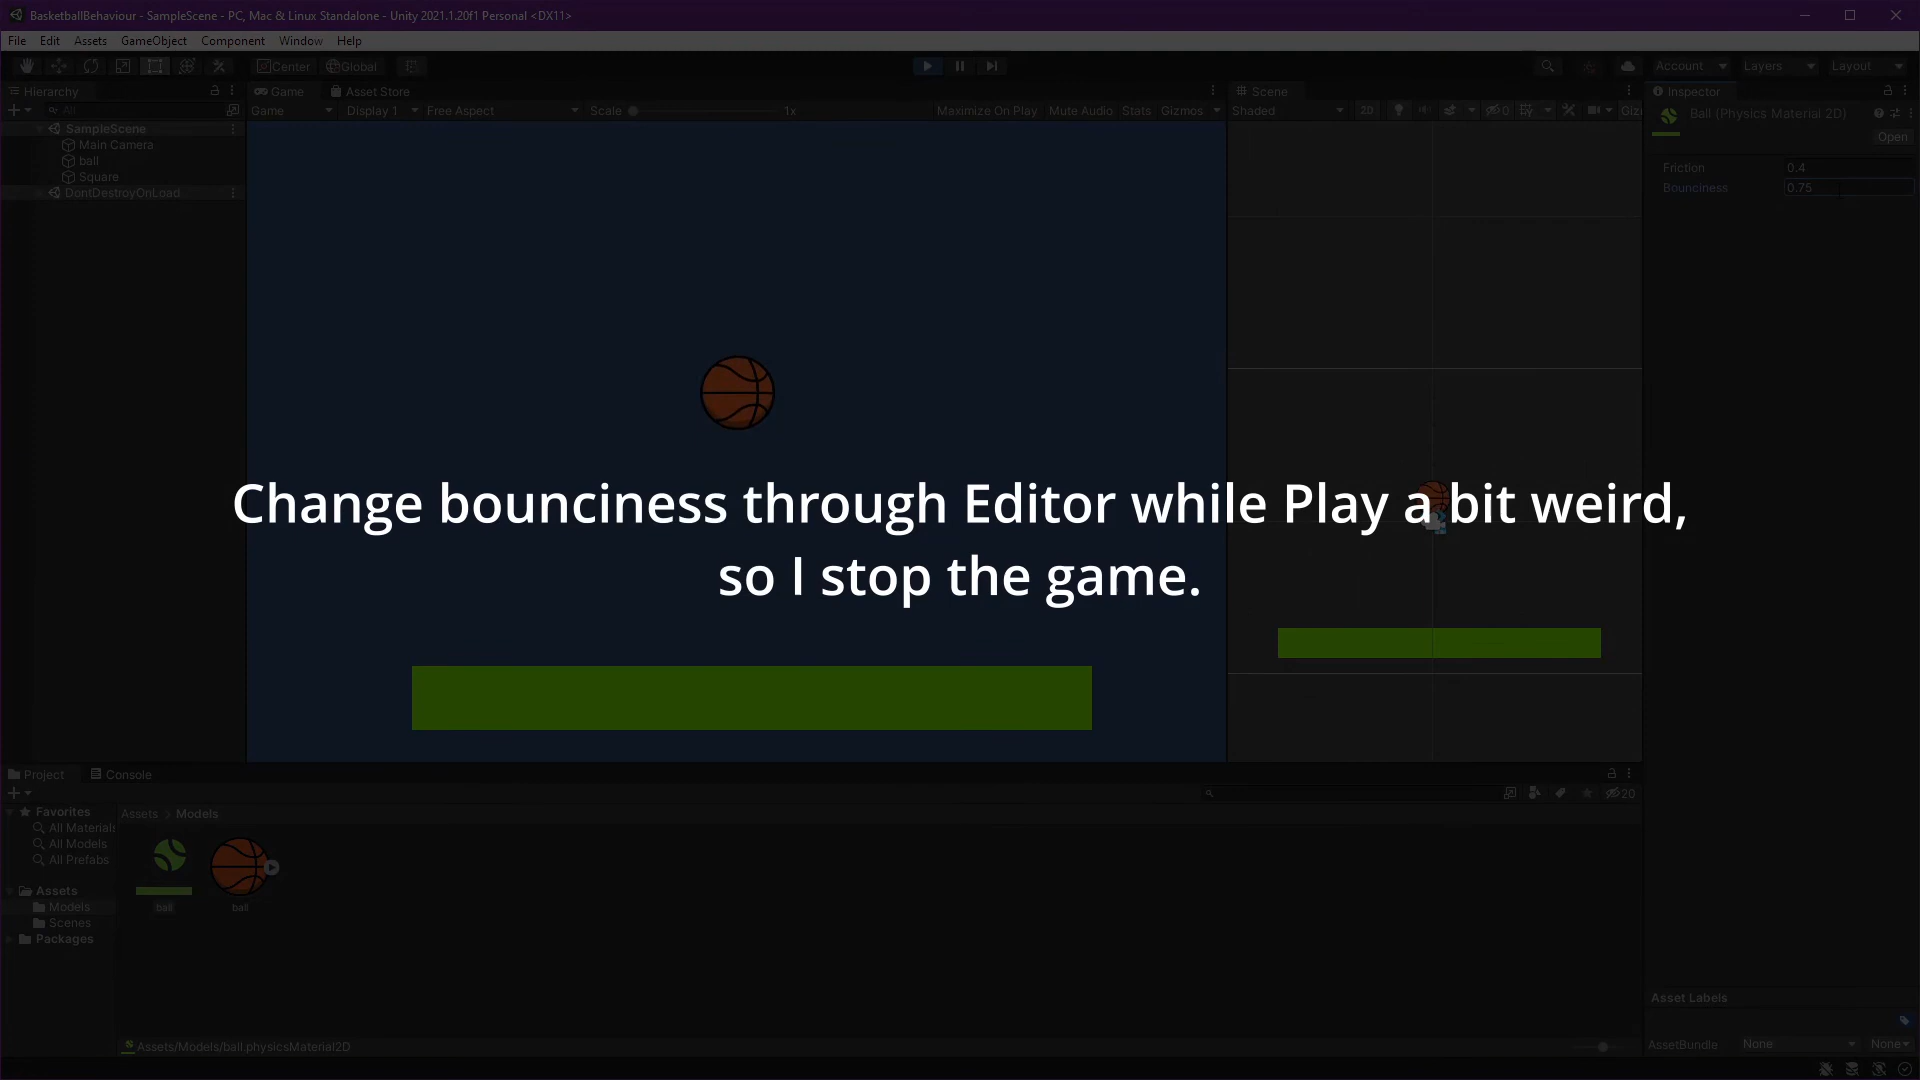 BasketballBehaviour - SampleScene - PC, Mac & Linux Standalone - Unity 2021.1.20f1 Personal <DX11>
File Edit Assets GameObject Component Window Help
Center Global Account Layers Layout
Hierarchy Game Asset Store Scene Inspector
All Game Display 1 Free Aspect Scale 1x Maximize On Play Mute Audio Stats Gizmos Shaded 2D 0 Giz
Ball (Physics Material 2D)
SampleScene
Open
Main Camera
ball
Friction 0.4
Square
Bounciness 0.75
DontDestroyOnLoad
Change bounciness through Editor while Play a bit weird,
so I stop the game.
Project Console
20
Favorites Assets > Models
All Materials
All Models
All Prefabs
Assets
Models ball ball
Scenes
Packages
Asset Labels
Assets/Models/ball.physicsMaterial2D
AssetBundle None None